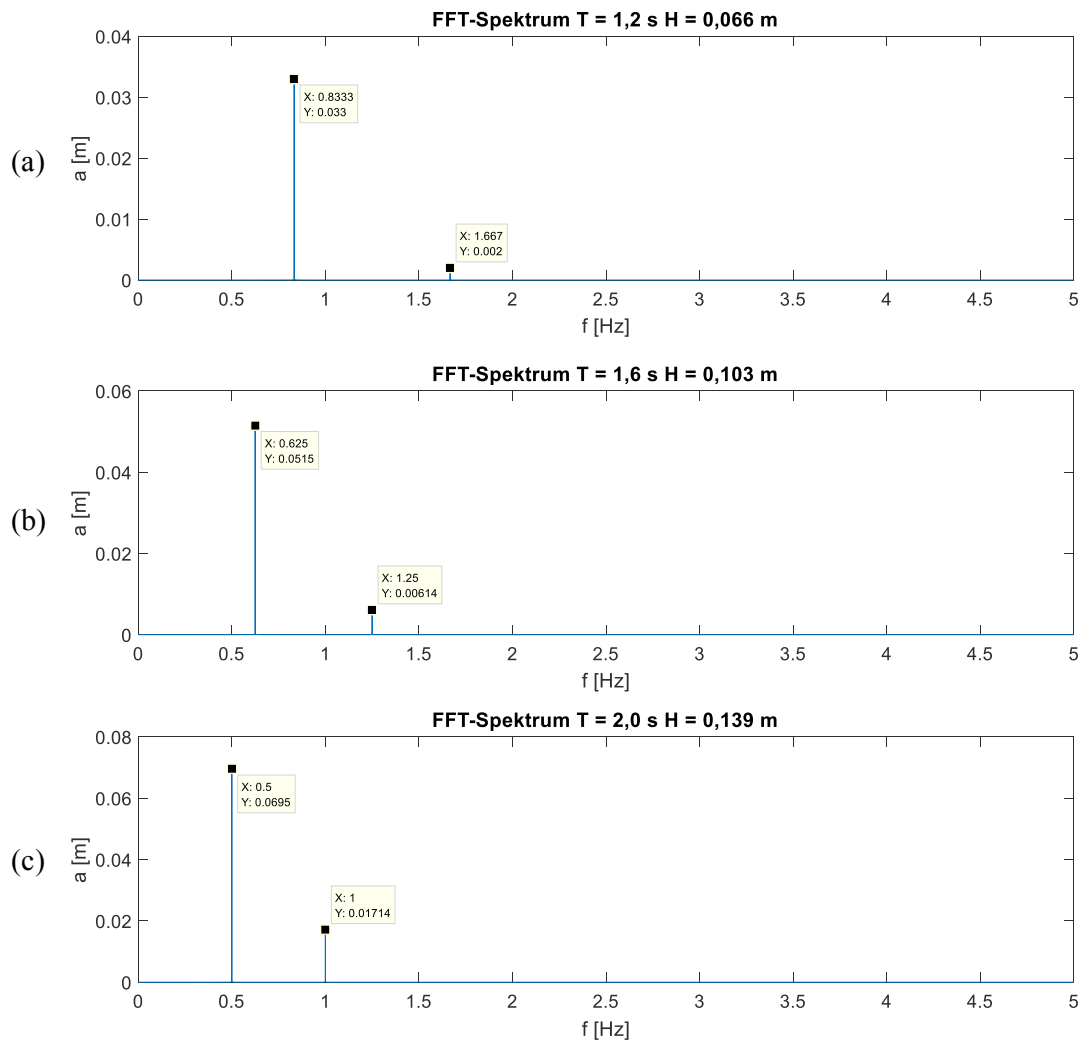 FFT-Spektrum T = 1,2 s H = 0,066 m
(a)
a [m]
0.04
0.03
0.02
0.01
0
X: 0.8333
Y: 0.033
X: 1.667
Y: 0.002
0 0.5 1 1.5 2 2.5 3 3.5 4 4.5 5
f [Hz]
FFT-Spektrum T = 1,6 s H = 0,103 m
(b)
a [m]
0.06
0.04
0.02
0
X: 0.625
Y: 0.0515
X: 1.25
Y: 0.00614
0 0.5 1 1.5 2 2.5 3 3.5 4 4.5 5
f [Hz]
FFT-Spektrum T = 2,0 s H = 0,139 m
(c)
a [m]
0.08
0.06
0.04
0.02
0
X: 0.5
Y: 0.0695
X: 1
Y: 0.01714
0 0.5 1 1.5 2 2.5 3 3.5 4 4.5 5
f [Hz]